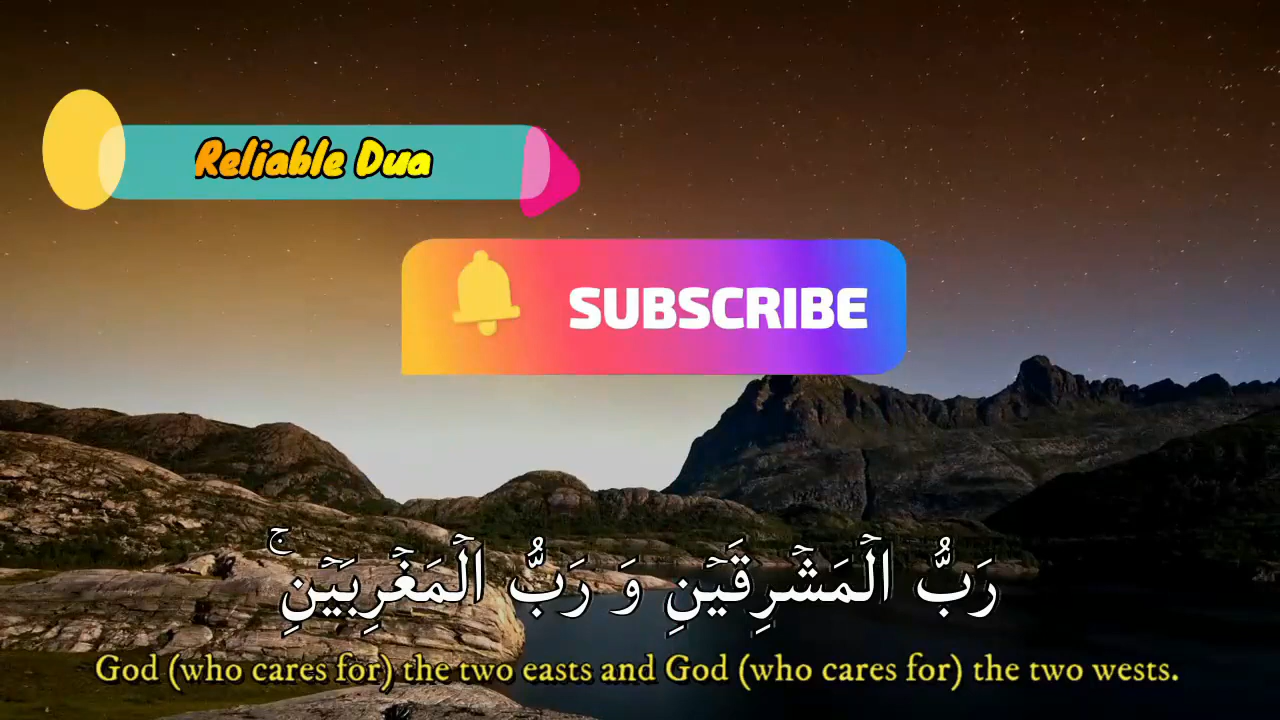 Reliable Dua
SUBSCRIBE
رَبُّ الۡمَشۡرِقَیۡنِ وَ رَبُّ الۡمَغۡرِبَیۡنِ ۚ
God (who cares for) the two easts and God (who cares for) the two wests.